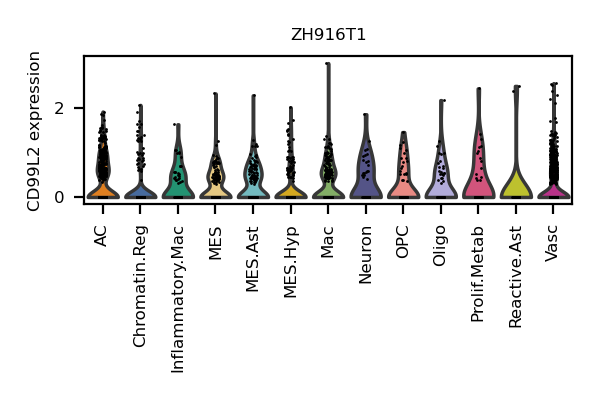 ZH916T1
CD99L2 expression
2
0
AC
Chromatin.Reg
Inflammatory.Mac
MES
MES.Ast
MES.Hyp
Mac
Neuron
OPC
Oligo
Prolif.Metab
Reactive.Ast
Vasc